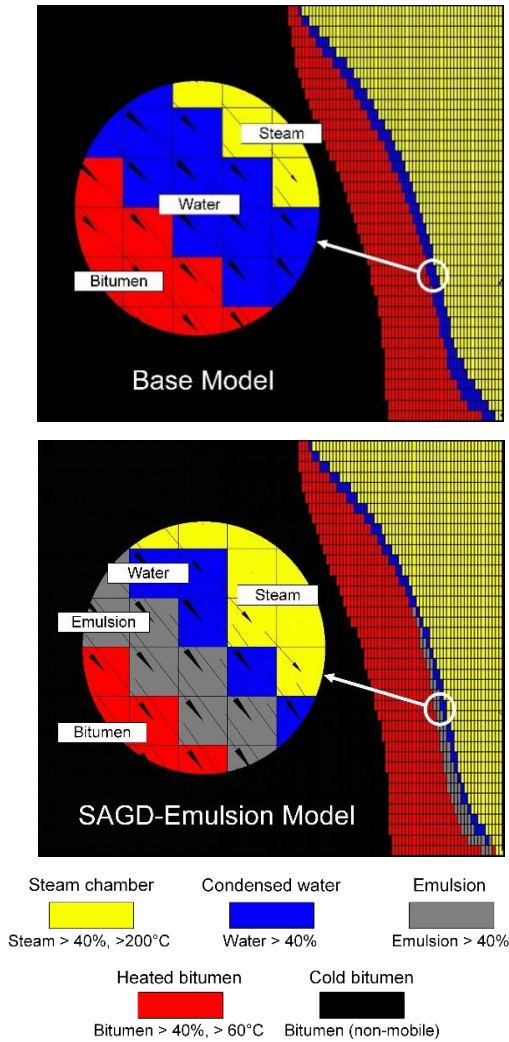 Steam
Water
Bitumen
Base Model
Water
Steam
Emulsion
Bitumen
SAGD-Emulsion Model
Steam chamber
Condensed water
Emulsion
Steam > 40%, >200°C
Water > 40%
Emulsion > 40%
Heated bitumen
Cold bitumen
Bitumen > 40%, > 60°C
Bitumen (non-mobile)